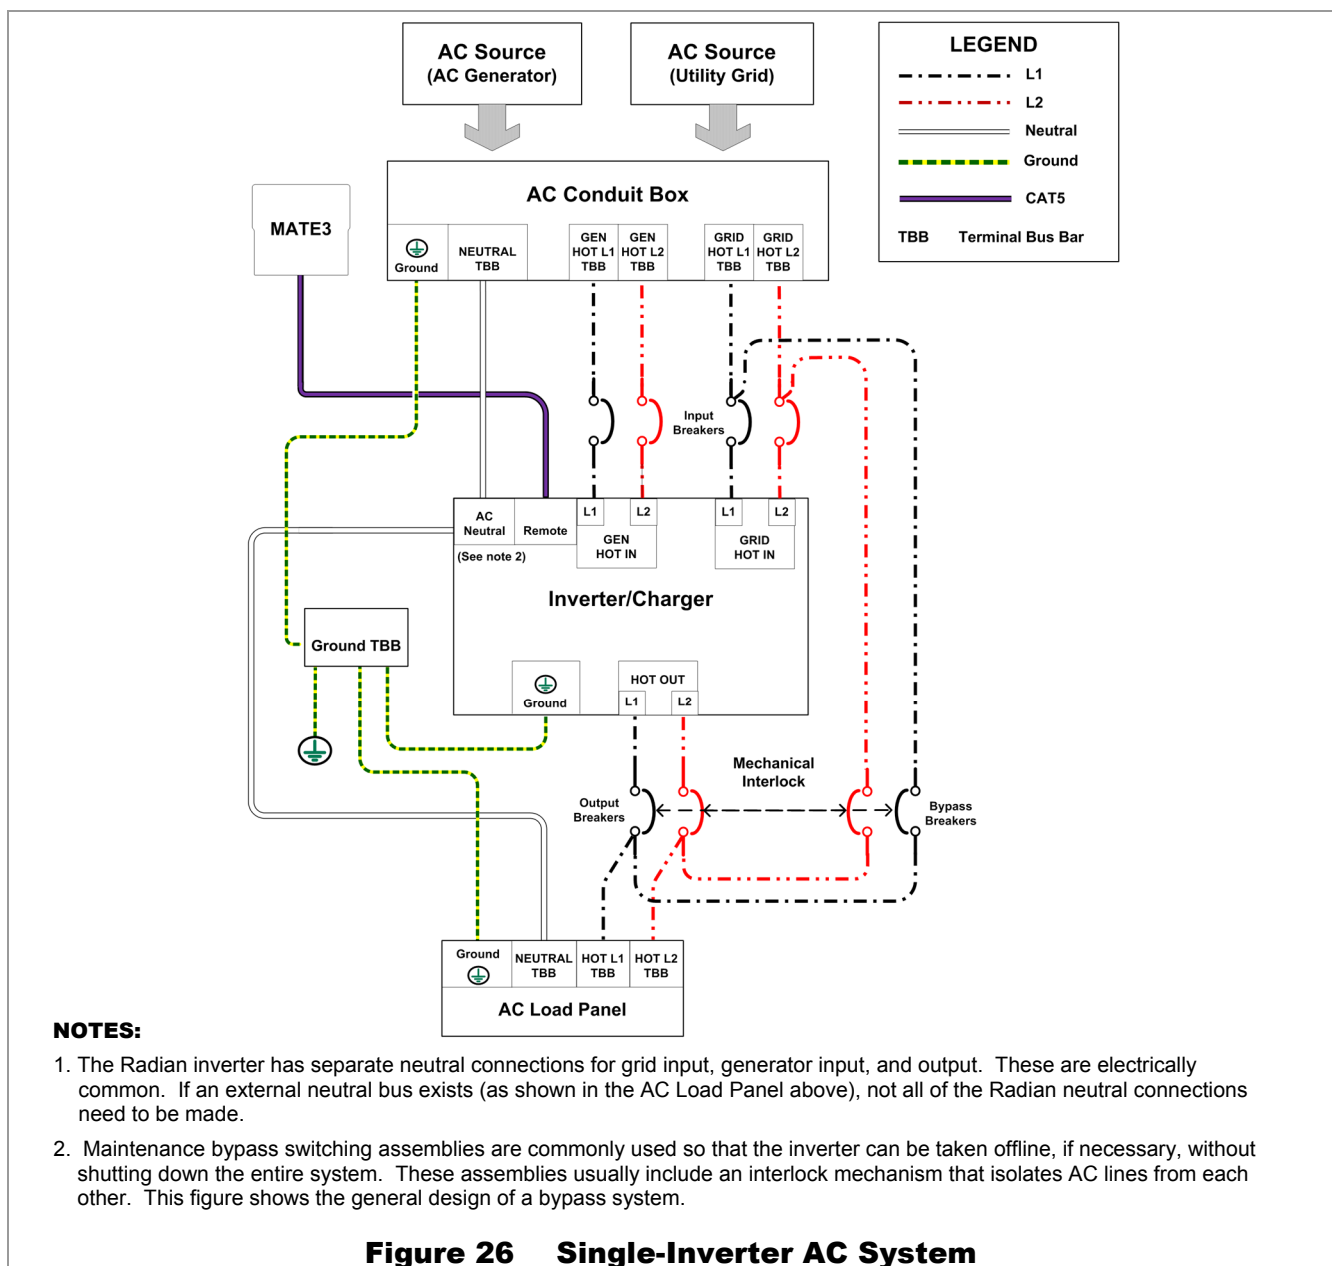 AC Source
(AC Generator)
AC Source
(Utility Grid)
LEGEND
L1
L2
Neutral
Ground
CAT5
TBB Terminal Bus Bar
MATE3
AC Conduit Box
Ground
NEUTRAL
TBB
GEN
HOT L1
TBB
GEN
HOT L2
TBB
GRID
HOT L1
TBB
GRID
HOT L2
TBB
Input
Breakers
AC
Neutral
Remote
L1
L2
GEN
HOT IN
L1
L2
GRID
HOT IN
(See note 2)
Inverter/Charger
Ground TBB
Ground
HOT OUT
L1
L2
Mechanical
Interlock
Output
Breakers
Bypass
Breakers
Ground
NEUTRAL
TBB
HOT L1
TBB
HOT L2
TBB
AC Load Panel
NOTES:
1. The Radian inverter has separate neutral connections for grid input, generator input, and output. These are electrically
common. If an external neutral bus exists (as shown in the AC Load Panel above), not all of the Radian neutral connections
need to be made.
2. Maintenance bypass switching assemblies are commonly used so that the inverter can be taken offline, if necessary, without
shutting down the entire system. These assemblies usually include an interlock mechanism that isolates AC lines from each
other. This figure shows the general design of a bypass system.
Figure 26 Single-Inverter AC System